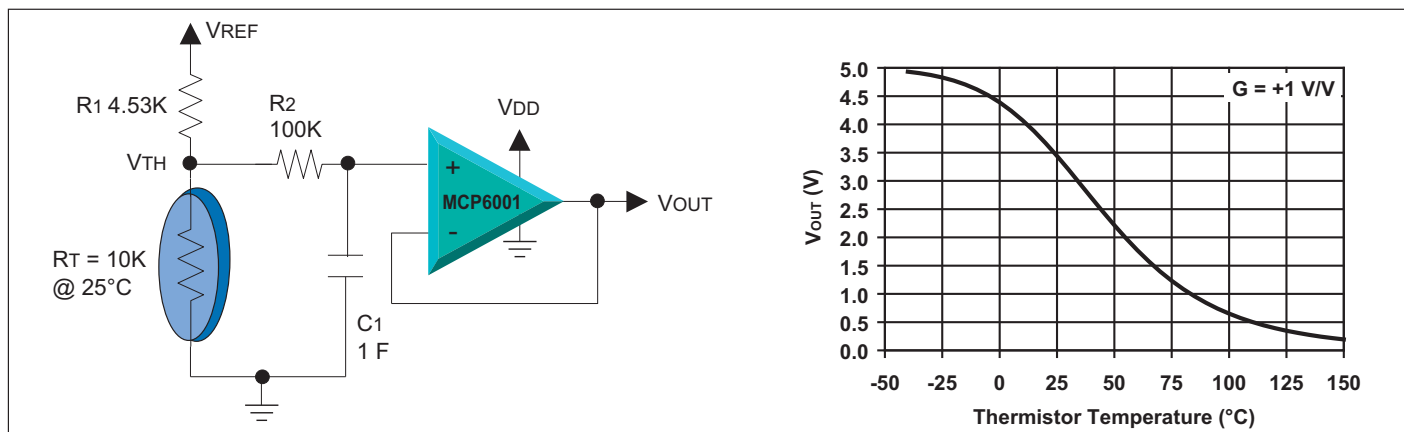 VREF
R1 4.53K
R2
100K
VDD
VTH
+
MCP6001
-
VOUT
RT = 10K
@ 25°C
C1
1 F
G = +1 V/V
VOUT (V)
5.0
4.5
4.0
3.5
3.0
2.5
2.0
1.5
1.0
0.5
0.0
-50 -25 0 25 50 75 100 125 150
Thermistor Temperature (°C)